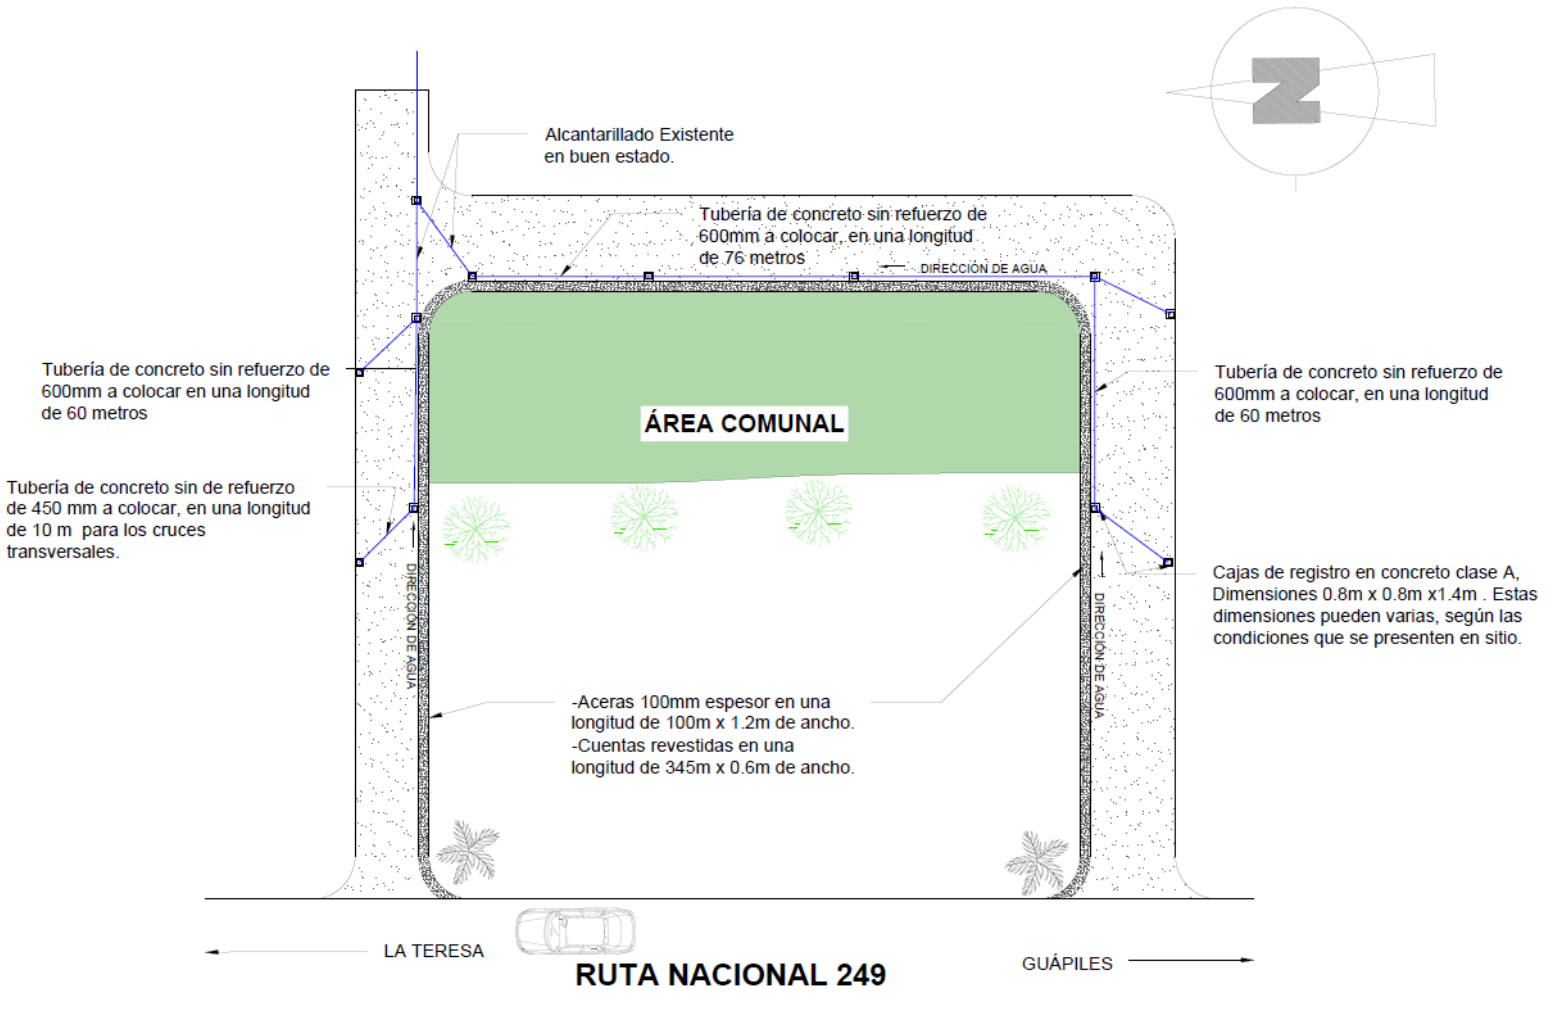 N
Alcantarillado Existente
en buen estado.
Tubería de concreto sin refuerzo de
600mm a colocar, en una longitud
de 76 metros
DIRECCIÓN DE AGUA
Tubería de concreto sin refuerzo de
600mm a colocar en una longitud
de 60 metros
Tubería de concreto sin refuerzo de
600mm a colocar, en una longitud
de 60 metros
ÁREA COMUNAL
Tubería de concreto sin de refuerzo
de 450 mm a colocar, en una longitud
de 10 m para los cruces
transversales.
DIRECCIÓN DE AGUA
DIRECCIÓN DE AGUA
Cajas de registro en concreto clase A,
Dimensiones 0.8m x 0.8m x1.4m . Estas
dimensiones pueden varias, según las
condiciones que se presenten en sitio.
-Aceras 100mm espesor en una
longitud de 100m x 1.2m de ancho.
-Cuentas revestidas en una
longitud de 345m x 0.6m de ancho.
LA TERESA
GUÁPILES
RUTA NACIONAL 249